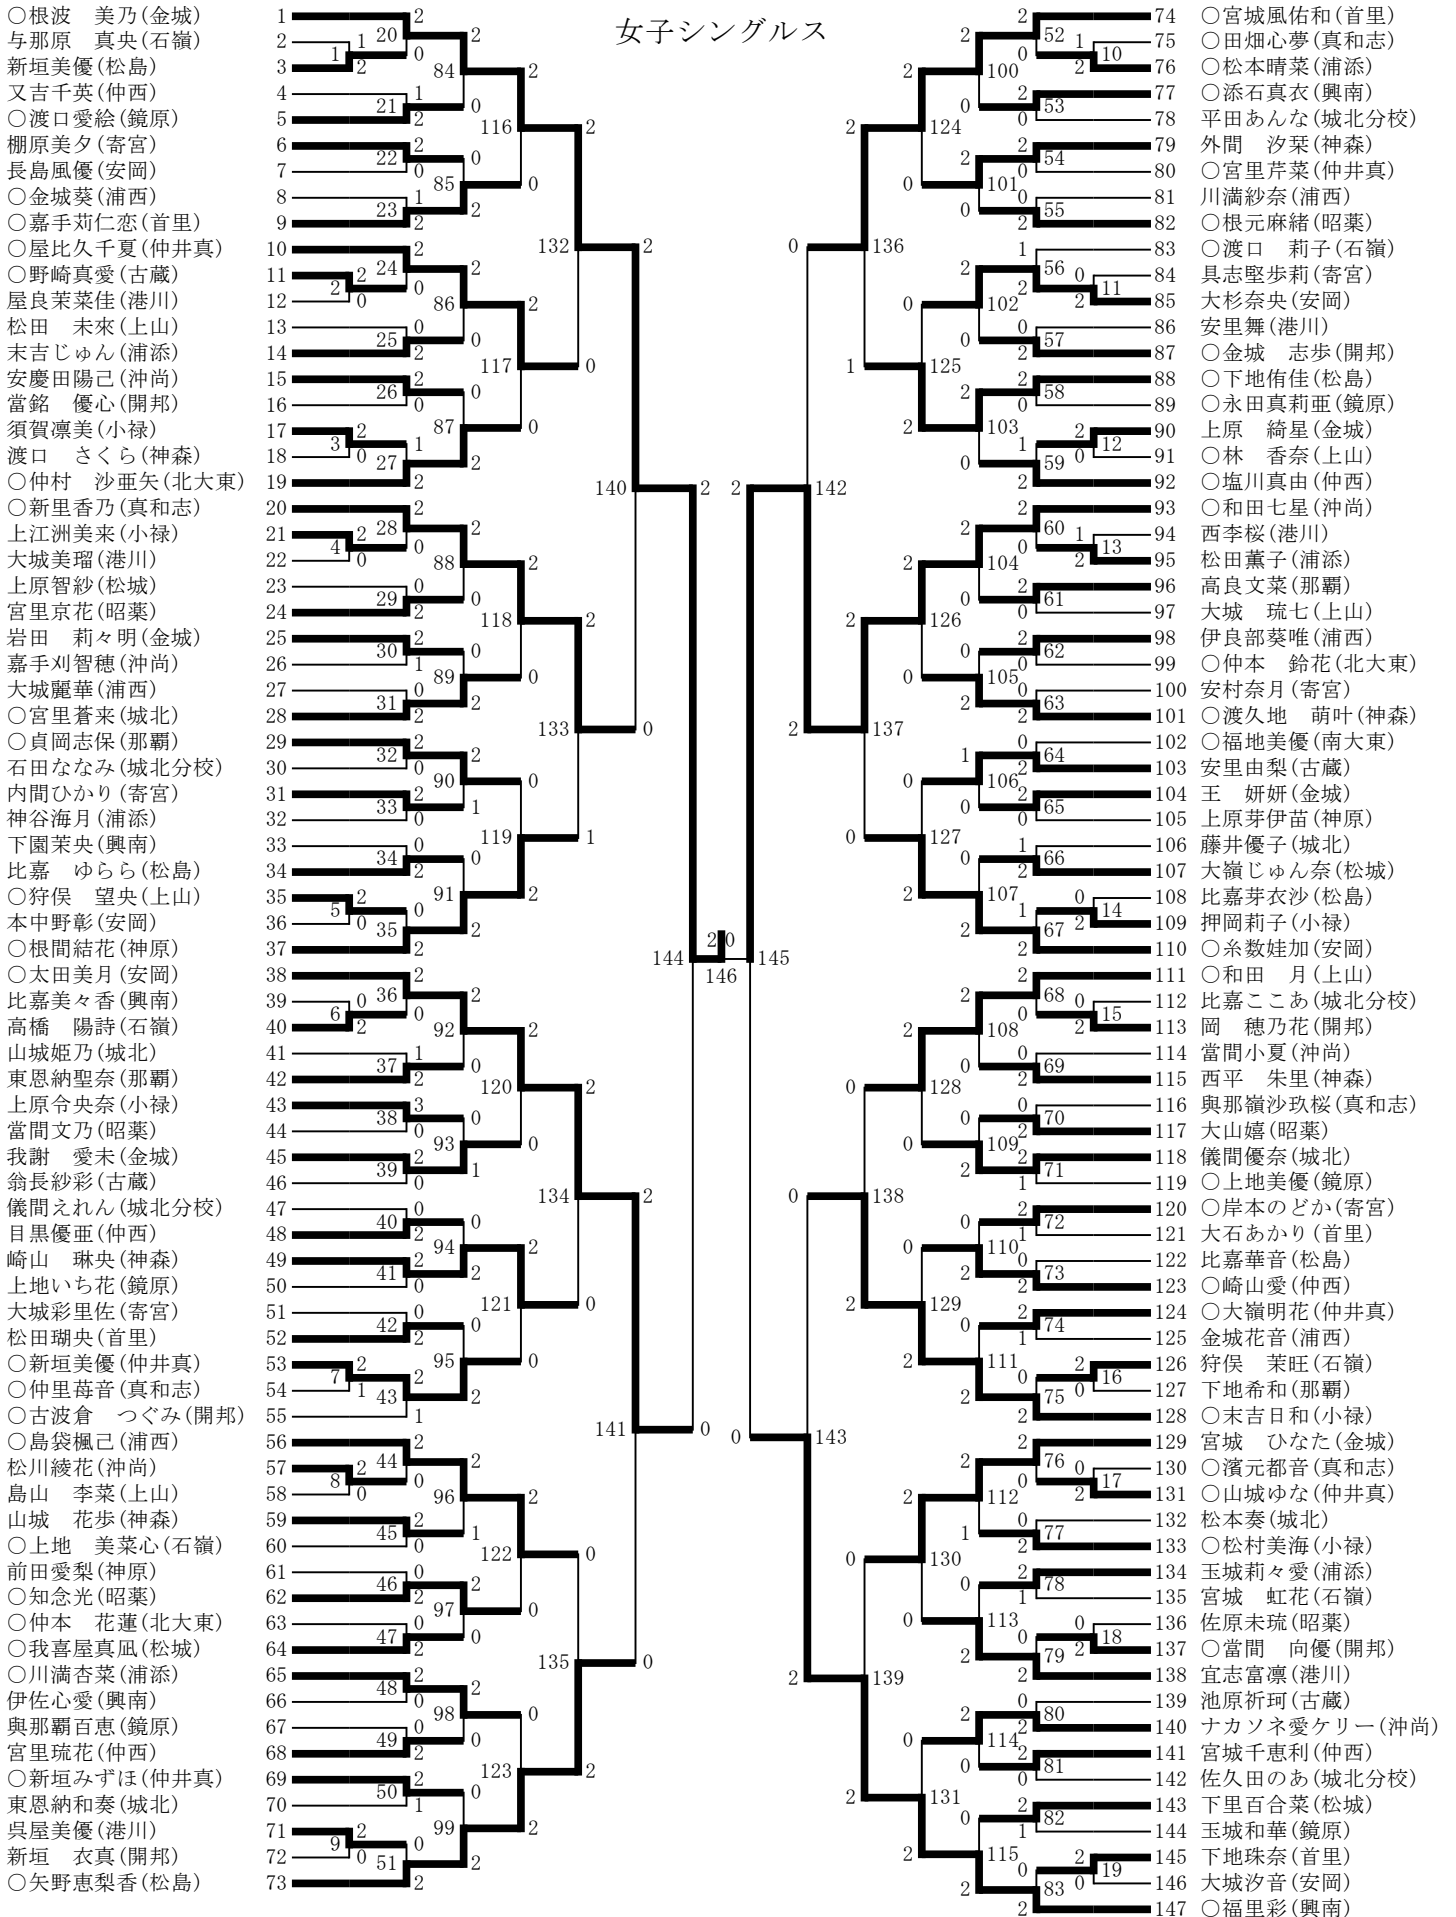 女子シングルス
○根波　美乃(金城) 1
与那原　真央(石嶺) 2
新垣美優(松島) 3
又吉千英(仲西) 4
○渡口愛絵(鏡原) 5
棚原美夕(寄宮) 6
長島風優(安岡) 7
○金城葵(浦西) 8
○嘉手苅仁恋(首里) 9
○屋比久千夏(仲井真) 10
○野崎真愛(古蔵) 11
屋良茉菜佳(港川) 12
松田　未來(上山) 13
末吉じゅん(浦添) 14
安慶田陽己(沖尚) 15
當銘　優心(開邦) 16
須賀凛美(小禄) 17
渡口　さくら(神森) 18
○仲村　沙亜矢(北大東) 19
○新里香乃(真和志) 20
上江洲美来(小禄) 21
大城美瑠(港川) 22
上原智紗(松城) 23
宮里京花(昭薬) 24
岩田　莉々明(金城) 25
嘉手刈智穂(沖尚) 26
大城麗華(浦西) 27
○宮里蒼来(城北) 28
○貞岡志保(那覇) 29
石田ななみ(城北分校) 30
内間ひかり(寄宮) 31
神谷海月(浦添) 32
下園茉央(興南) 33
比嘉　ゆらら(松島) 34
○狩俣　望央(上山) 35
本中野彰(安岡) 36
○根間結花(神原) 37
○太田美月(安岡) 38
比嘉美々香(興南) 39
高橋　陽詩(石嶺) 40
山城姫乃(城北) 41
東恩納聖奈(那覇) 42
上原令央奈(小禄) 43
當間文乃(昭薬) 44
我謝　愛未(金城) 45
翁長紗彩(古蔵) 46
儀間えれん(城北分校) 47
目黒優亜(仲西) 48
崎山　琳央(神森) 49
上地いち花(鏡原) 50
大城彩里佐(寄宮) 51
松田瑚央(首里) 52
○新垣美優(仲井真) 53
○仲里苺音(真和志) 54
○古波倉　つぐみ(開邦) 55
○島袋楓己(浦西) 56
松川綾花(沖尚) 57
島山　李菜(上山) 58
山城　花歩(神森) 59
○上地　美菜心(石嶺) 60
前田愛梨(神原) 61
○知念光(昭薬) 62
○仲本　花蓮(北大東) 63
○我喜屋真凪(松城) 64
○川満杏菜(浦添) 65
伊佐心愛(興南) 66
與那覇百恵(鏡原) 67
宮里琉花(仲西) 68
○新垣みずほ(仲井真) 69
東恩納和奏(城北) 70
呉屋美優(港川) 71
新垣　衣真(開邦) 72
○矢野恵梨香(松島) 73
74 ○宮城風佑和(首里)
75 ○田畑心夢(真和志)
76 ○松本晴菜(浦添)
77 ○添石真衣(興南)
78 平田あんな(城北分校)
79 外間　汐栞(神森)
80 ○宮里芹菜(仲井真)
81 川満紗奈(浦西)
82 ○根元麻緒(昭薬)
83 ○渡口　莉子(石嶺)
84 具志堅歩莉(寄宮)
85 大杉奈央(安岡)
86 安里舞(港川)
87 ○金城　志歩(開邦)
88 ○下地侑佳(松島)
89 ○永田真莉亜(鏡原)
90 上原　綺星(金城)
91 ○林　香奈(上山)
92 ○塩川真由(仲西)
93 ○和田七星(沖尚)
94 西李桜(港川)
95 松田薫子(浦添)
96 高良文菜(那覇)
97 大城　琉七(上山)
98 伊良部葵唯(浦西)
99 ○仲本　鈴花(北大東)
100 安村奈月(寄宮)
101 ○渡久地　萌叶(神森)
102 ○福地美優(南大東)
103 安里由梨(古蔵)
104 王　妍妍(金城)
105 上原芽伊苗(神原)
106 藤井優子(城北)
107 大嶺じゅん奈(松城)
108 比嘉芽衣沙(松島)
109 押岡莉子(小禄)
110 ○糸数娃加(安岡)
111 ○和田　月(上山)
112 比嘉ここあ(城北分校)
113 岡　穂乃花(開邦)
114 當間小夏(沖尚)
115 西平　朱里(神森)
116 與那嶺沙玖桜(真和志)
117 大山嬉(昭薬)
118 儀間優奈(城北)
119 ○上地美優(鏡原)
120 ○岸本のどか(寄宮)
121 大石あかり(首里)
122 比嘉華音(松島)
123 ○崎山愛(仲西)
124 ○大嶺明花(仲井真)
125 金城花音(浦西)
126 狩俣　茉旺(石嶺)
127 下地希和(那覇)
128 ○末吉日和(小禄)
129 宮城　ひなた(金城)
130 ○濱元都音(真和志)
131 ○山城ゆな(仲井真)
132 松本奏(城北)
133 ○松村美海(小禄)
134 玉城莉々愛(浦添)
135 宮城　虹花(石嶺)
136 佐原未琉(昭薬)
137 ○當間　向優(開邦)
138 宜志富凛(港川)
139 池原祈珂(古蔵)
140 ナカソネ愛ケリー(沖尚)
141 宮城千恵利(仲西)
142 佐久田のあ(城北分校)
143 下里百合菜(松城)
144 玉城和華(鏡原)
145 下地珠奈(首里)
146 大城汐音(安岡)
147 ○福里彩(興南)